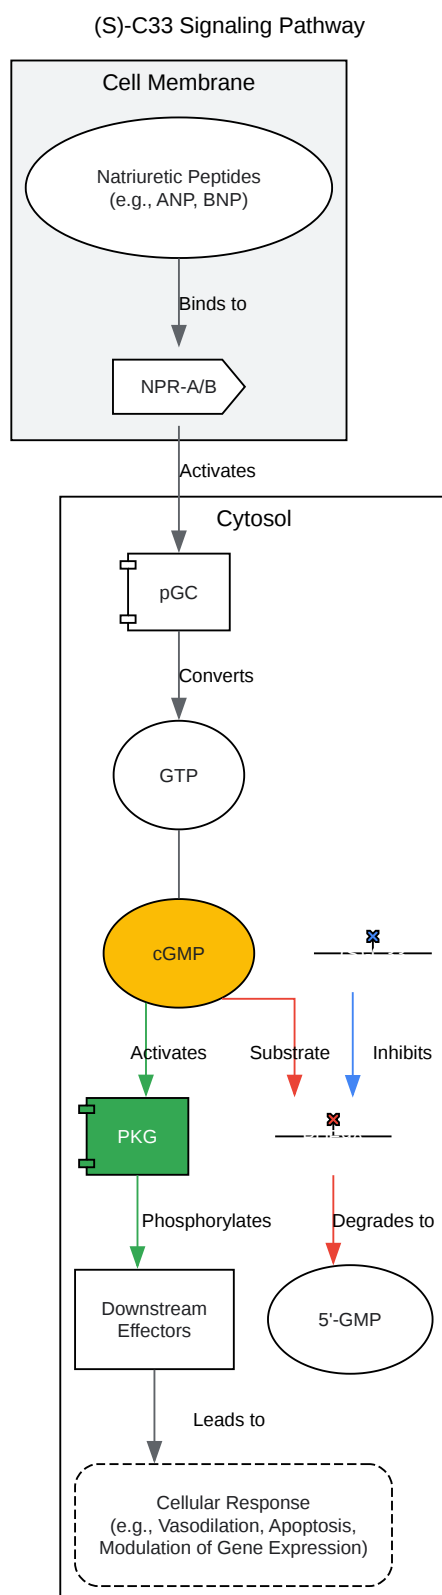 (S)-C33 Signaling Pathway
Cell Membrane
Natriuretic Peptides
(e.g., ANP, BNP)
Binds to
NPR-A/B
Activates
Cytosol
pGC
Converts
GTP
cGMP
Activates
Substrate
Inhibits
PKG
Phosphorylates
Degrades to
Downstream
Effectors
5'-GMP
Leads to
Cellular Response
(e.g., Vasodilation, Apoptosis,
Modulation of Gene Expression)